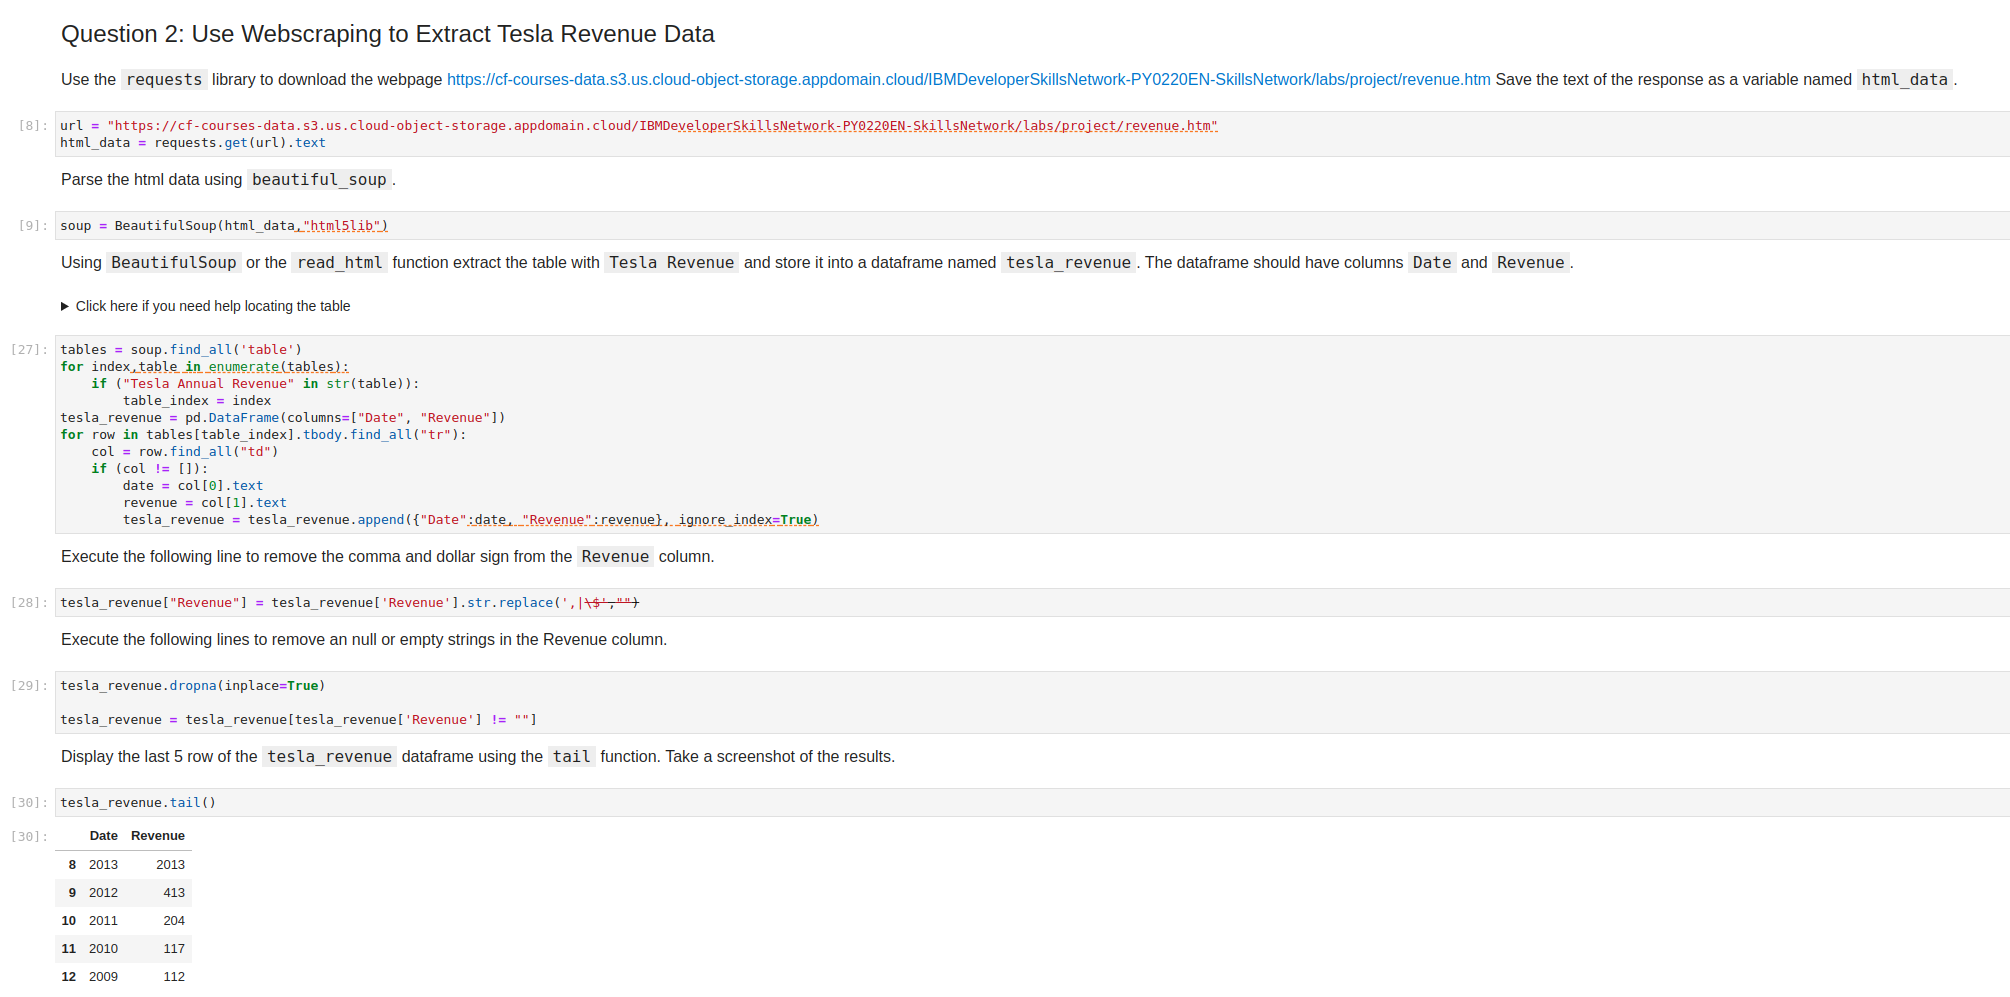 Question 2: Use Webscraping to Extract Tesla Revenue Data
Use the requests library to download the webpage https://cf-courses-data.s3.us.cloud-object-storage.appdomain.cloud/IBMDeveloperSkillsNetwork-PY0220EN-SkillsNetwork/labs/project/revenue.htm Save the text of the response as a variable named html_data .
[8]: url = "https://cf-courses-data.s3.us.cloud-object-storage.appdomain.cloud/IBMDeveloperSkillsNetwork-PY0220EN-SkillsNetwork/labs/project/revenue.htm"
html_data = requests.get(url).text
Parse the html data using beautiful_soup .
[9]: soup = BeautifulSoup(html_data,"html5lib")
Using BeautifulSoup or the read_html function extract the table with Tesla Revenue and store it into a dataframe named tesla_revenue . The dataframe should have columns Date and Revenue .
▶ Click here if you need help locating the table
[27]: tables = soup.find_all('table')
for index,table in enumerate(tables):
    if ("Tesla Annual Revenue" in str(table)):
        table_index = index
tesla_revenue = pd.DataFrame(columns=["Date", "Revenue"])
for row in tables[table_index].tbody.find_all("tr"):
    col = row.find_all("td")
    if (col != []):
        date = col[0].text
        revenue = col[1].text
        tesla_revenue = tesla_revenue.append({"Date":date, "Revenue":revenue}, ignore_index=True)
Execute the following line to remove the comma and dollar sign from the Revenue column.
[28]: tesla_revenue["Revenue"] = tesla_revenue['Revenue'].str.replace(',|\$',"")
Execute the following lines to remove an null or empty strings in the Revenue column.
[29]: tesla_revenue.dropna(inplace=True)
tesla_revenue = tesla_revenue[tesla_revenue['Revenue'] != ""]
Display the last 5 row of the tesla_revenue dataframe using the tail function. Take a screenshot of the results.
[30]: tesla_revenue.tail()
[30]: Date Revenue
8 2013 2013
9 2012 413
10 2011 204
11 2010 117
12 2009 112